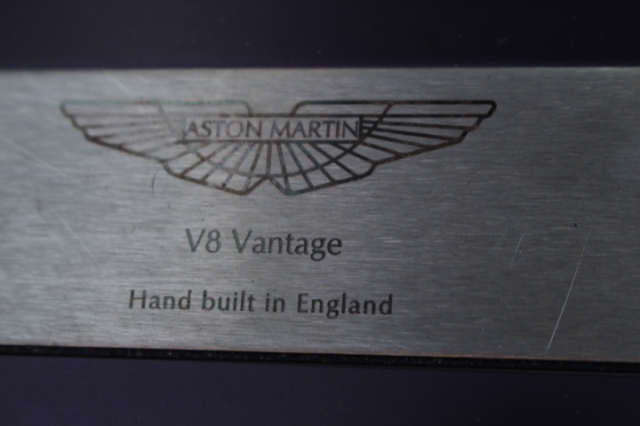 ASTON MARTIN
V8 Vantage
Hand built in England